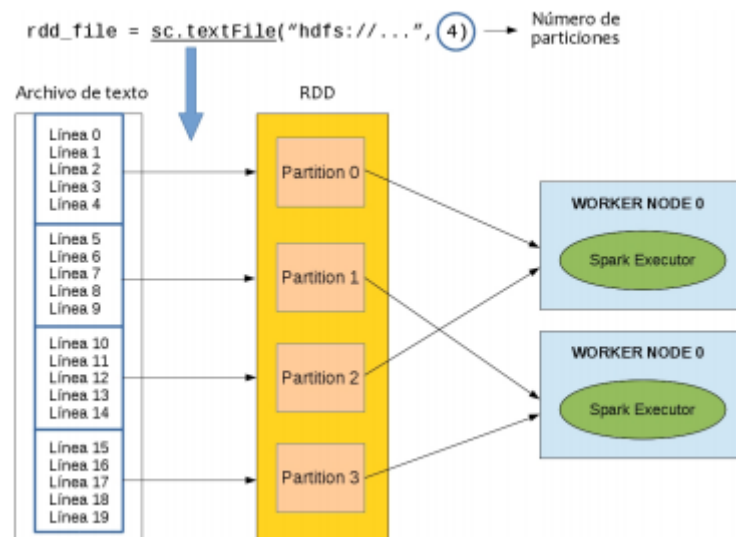 rdd_file = sc.textFile("hdfs://...", 4)
Número de
particiones
Archivo de texto
RDD
Línea 0
Línea 1
Línea 2
Línea 3
Línea 4
Línea 5
Línea 6
Línea 7
Línea 8
Línea 9
Línea 10
Línea 11
Línea 12
Línea 13
Línea 14
Línea 15
Línea 16
Línea 17
Línea 18
Línea 19
Partition 0
Partition 1
Partition 2
Partition 3
WORKER NODE 0
Spark Executor
WORKER NODE 0
Spark Executor